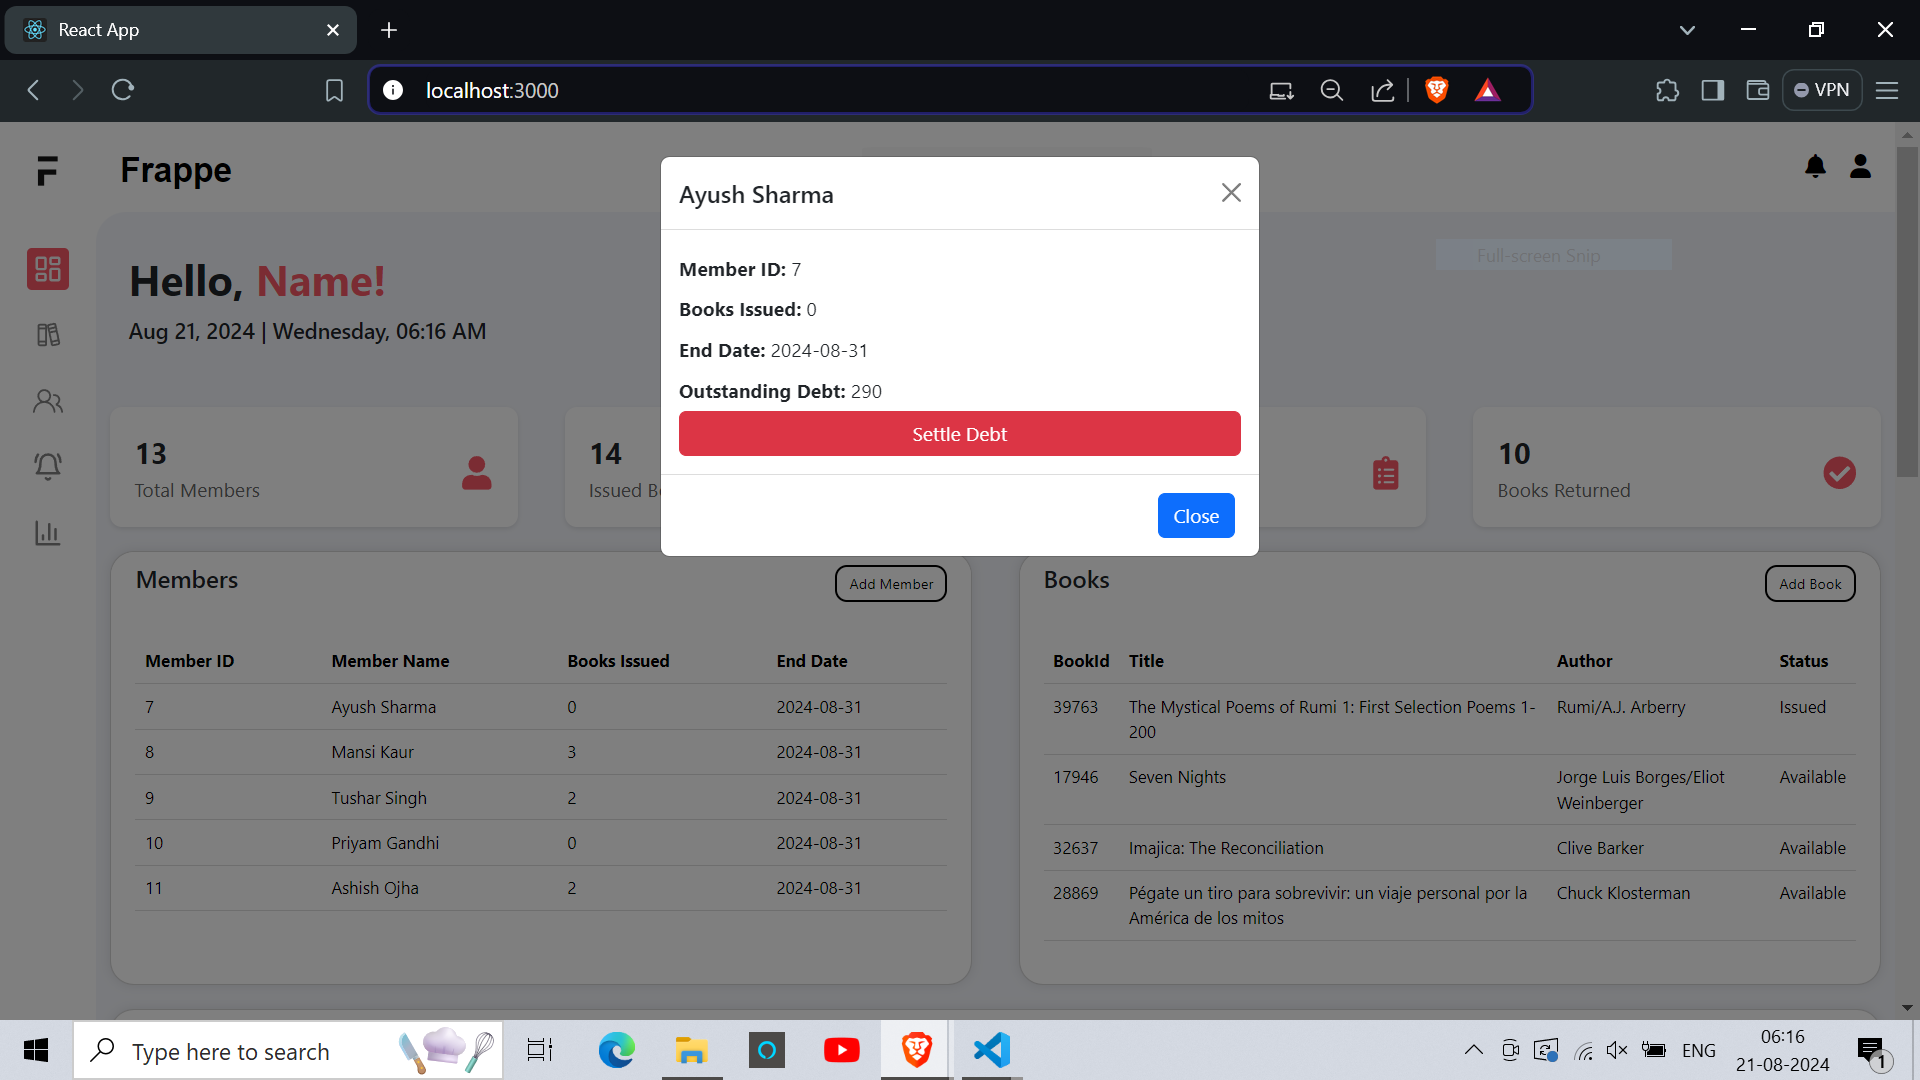 React App
localhost:3000
VPN
Frappe
Hello, Name!
Aug 21, 2024 | Wednesday, 06:16 AM
Full-screen Snip
Ayush Sharma
Member ID: 7
Books Issued: 0
End Date: 2024-08-31
Outstanding Debt: 290
Settle Debt
Close
13
Total Members
14
Issued B
10
Books Returned
Members
Add Member
Member ID Member Name Books Issued End Date
7 Ayush Sharma 0 2024-08-31
8 Mansi Kaur 3 2024-08-31
9 Tushar Singh 2 2024-08-31
10 Priyam Gandhi 0 2024-08-31
11 Ashish Ojha 2 2024-08-31
Books
Add Book
BookId Title Author Status
39763 The Mystical Poems of Rumi 1: First Selection Poems 1- Rumi/A.J. Arberry Issued
200
17946 Seven Nights Jorge Luis Borges/Eliot Available
Weinberger
32637 Imajica: The Reconciliation Clive Barker Available
28869 Pégate un tiro para sobrevivir: un viaje personal por la Chuck Klosterman Available
América de los mitos
Type here to search
ENG
06:16
21-08-2024
1